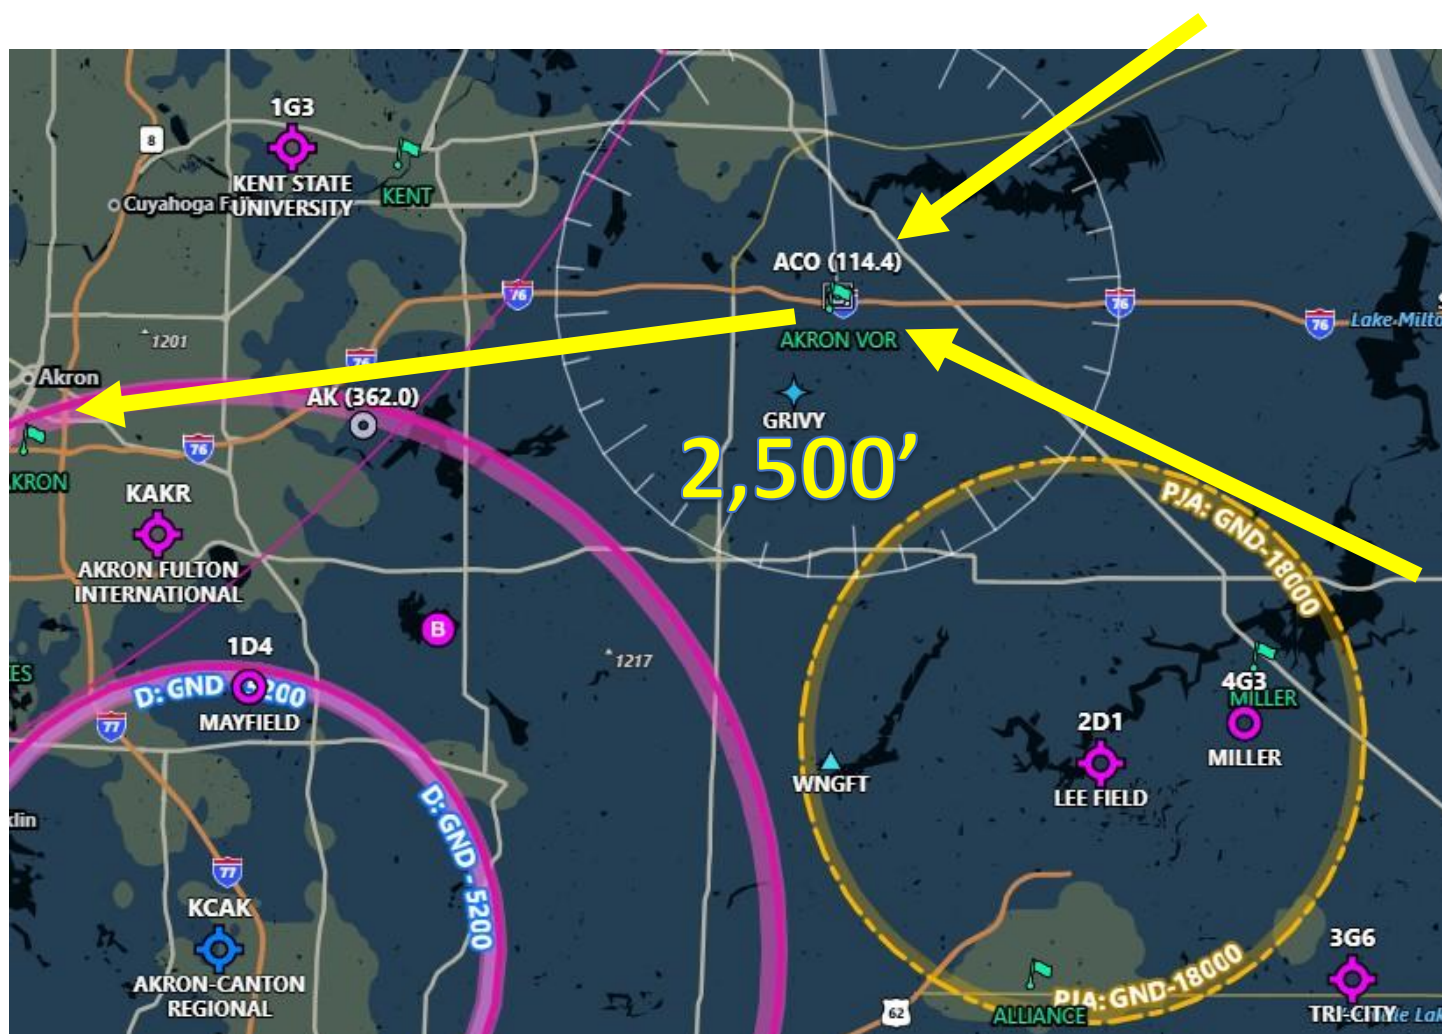 1G3
8
KENT STATE
UNIVERSITY
KENT
Cuyahoga F
ACO (114.4)
76
76
76
Lake Milto
AKRON VOR
1201
76
Akron
AK (362.0)
GRIVY
76
2,500’
KRON
KAKR
PJA: GND-18000
AKRON FULTON
INTERNATIONAL
B
1D4
1217
ES
D: GND 5200
MAYFIELD
77
4G3
MILLER
2D1
MILLER
WNGFT
LEE FIELD
D: GND - 5200
77
KCAK
3G6
AKRON-CANTON
REGIONAL
PJA: GND-18000
62
ALLIANCE
TRI-CITY